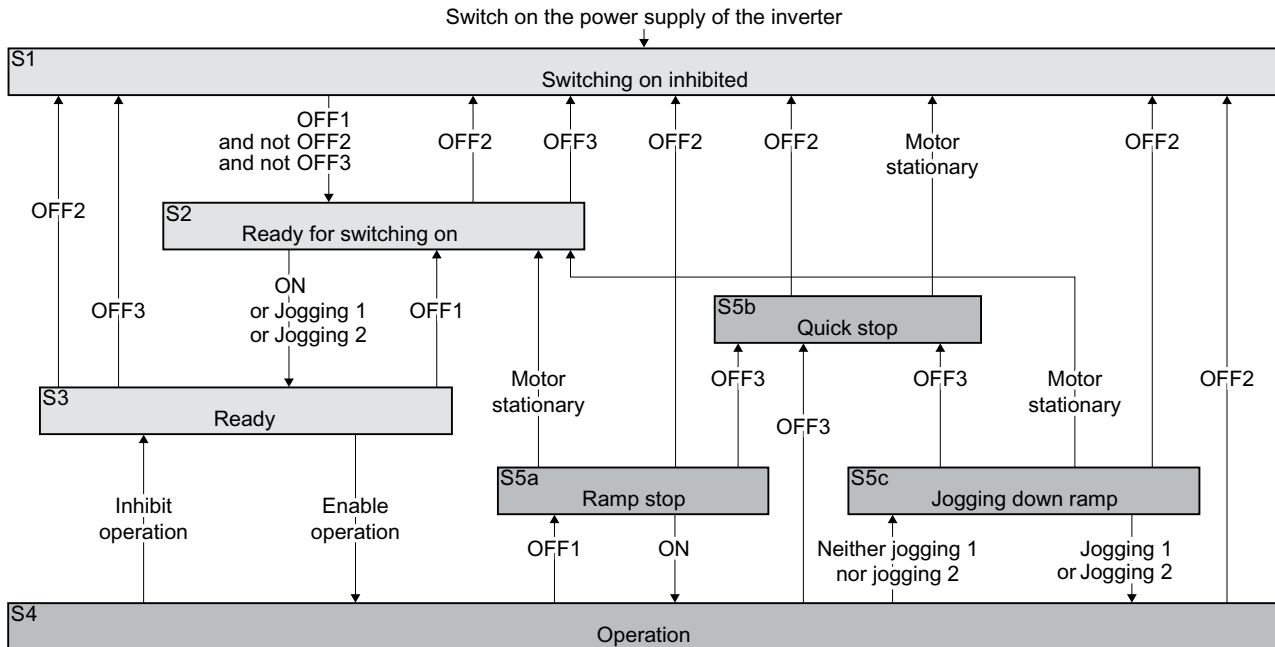 Switch on the power supply of the inverter
S1
Switching on inhibited
OFF1
and not OFF2
and not OFF3
OFF2
OFF3
OFF2
OFF2
Motor
stationary
OFF2
OFF2
S2
Ready for switching on
OFF3
ON
or Jogging 1
or Jogging 2
OFF1
S5b
Quick stop
S3
Ready
Motor
stationary
OFF3
OFF3
OFF3
Motor
stationary
OFF2
S5a
Ramp stop
S5c
Jogging down ramp
Inhibit
operation
Enable
operation
OFF1
ON
Neither jogging 1
nor jogging 2
Jogging 1
or Jogging 2
S4
Operation